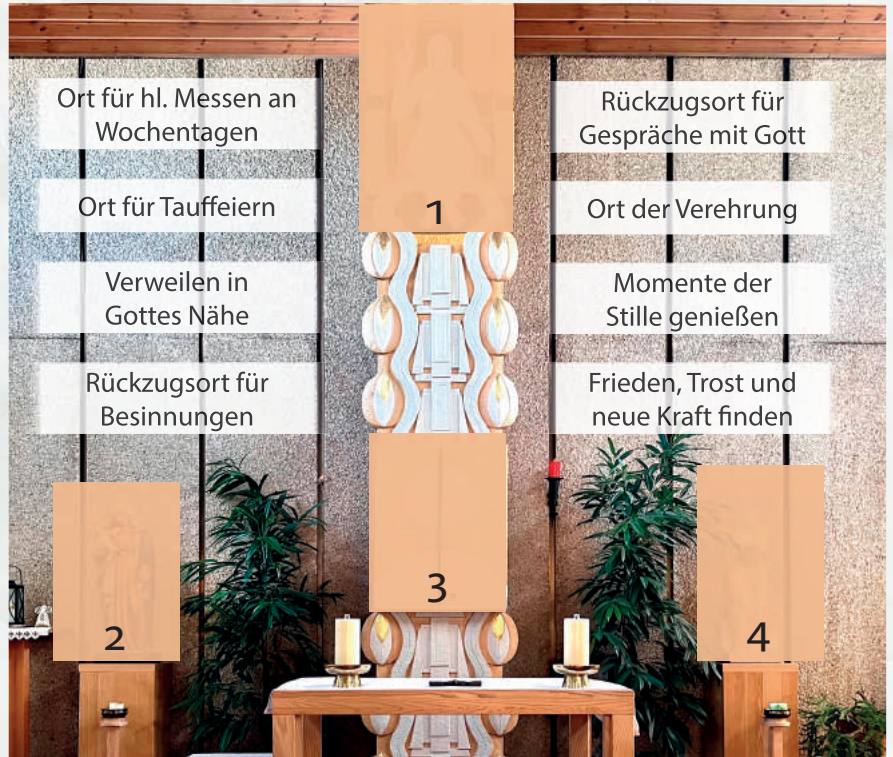 Ort für hl. Messen an
Wochentagen
Ort für Tauffeiern
Verweilen in
Gottes Nähe
Rückzugsort für
Besinnungen
Rückzugsort für
Gespräche mit Gott
Ort der Verehrung
Momente der
Stille genießen
Frieden, Trost und
neue Kraft finden
1
2
3
4